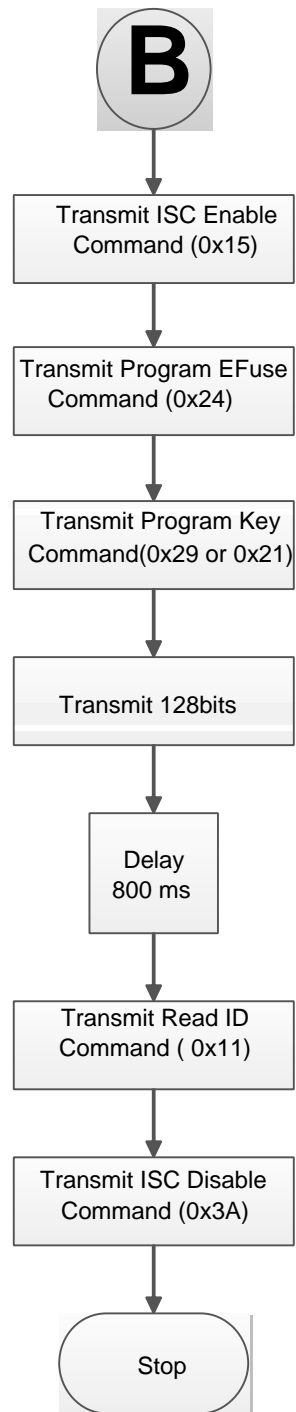 B
Transmit ISC Enable
Command (0x15)
Transmit Program EFuse
Command (0x24)
Transmit Program Key
Command(0x29 or 0x21)
Transmit 128bits
Delay
800 ms
Transmit Read ID
Command ( 0x11)
Transmit ISC Disable
Command (0x3A)
Stop